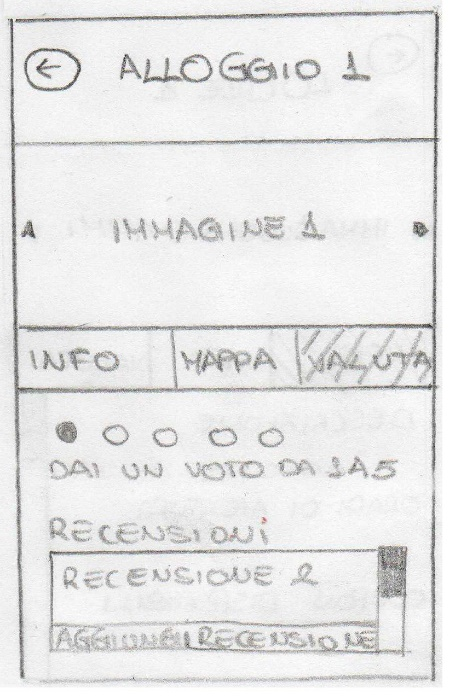 ALLOGGIO 1
IMMAGINE 1
INFO MAPPA VALUTA
DAI UN VOTO DA 1 A 5
RECENSIONI
RECENSIONE 2
AGGIUNGI RECENSIONE